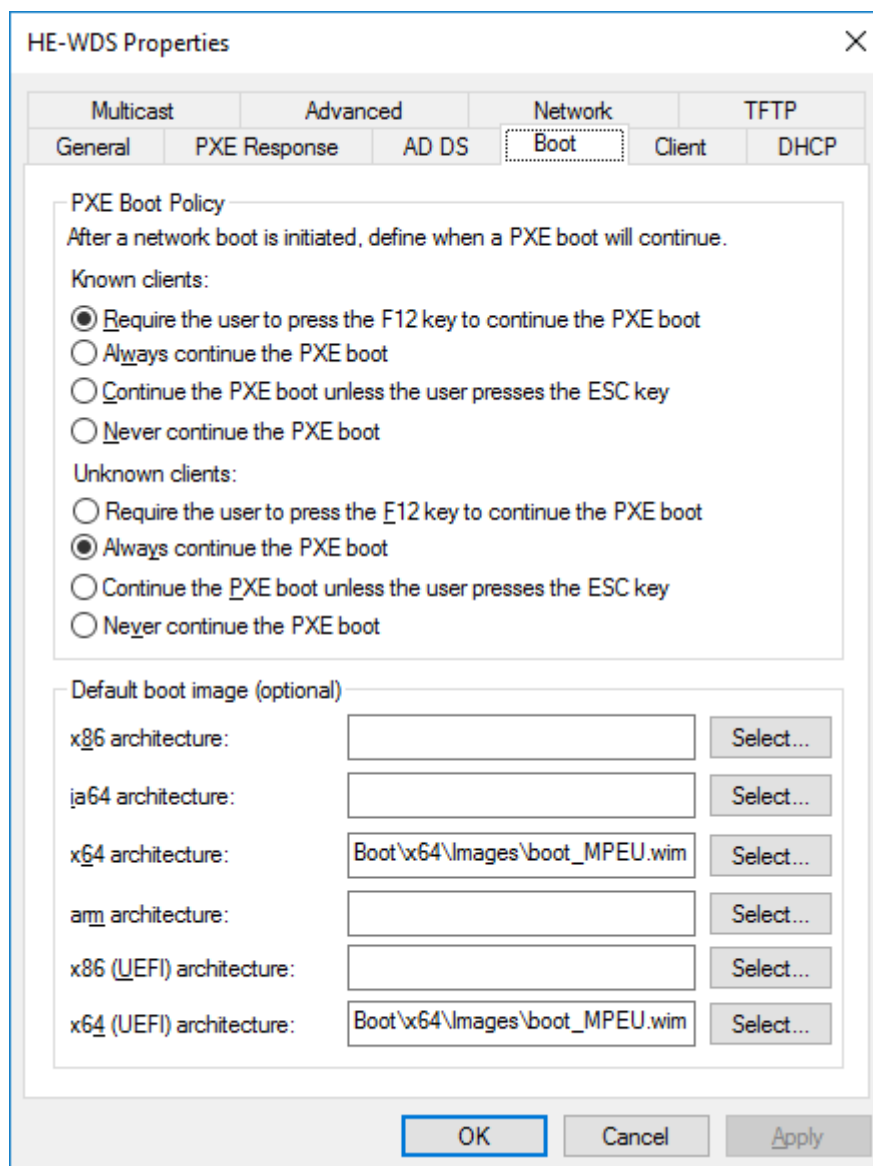 HE-WDS Properties
Multicast Advanced Network TFTP
General PXE Response AD DS Boot Client DHCP
PXE Boot Policy
After a network boot is initiated, define when a PXE boot will continue.
Known clients:
Require the user to press the F12 key to continue the PXE boot
Always continue the PXE boot
Continue the PXE boot unless the user presses the ESC key
Never continue the PXE boot
Unknown clients:
Require the user to press the F12 key to continue the PXE boot
Always continue the PXE boot
Continue the PXE boot unless the user presses the ESC key
Never continue the PXE boot
Default boot image (optional)
x86 architecture: Select...
ia64 architecture: Select...
x64 architecture: Boot\x64\Images\boot_MPEU.wim Select...
arm architecture: Select...
x86 (UEFI) architecture: Select...
x64 (UEFI) architecture: Boot\x64\Images\boot_MPEU.wim Select...
OK Cancel Apply